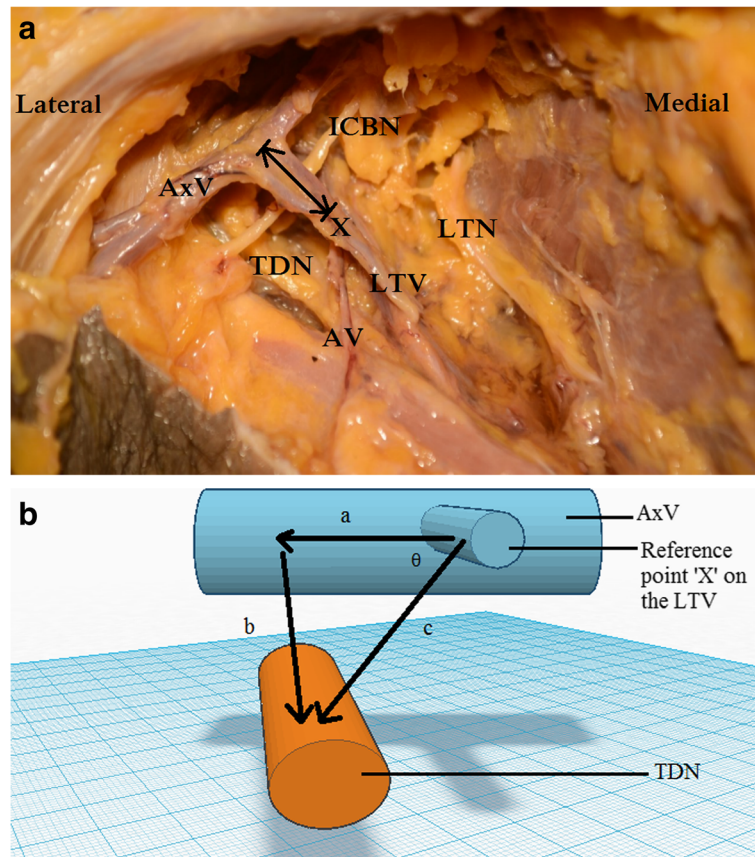 a
Lateral
Medial
ICBN
AxV
X
LTN
TDN
LTV
AV
b
a
AxV
θ
Reference
point 'X' on
the LTV
b
c
TDN